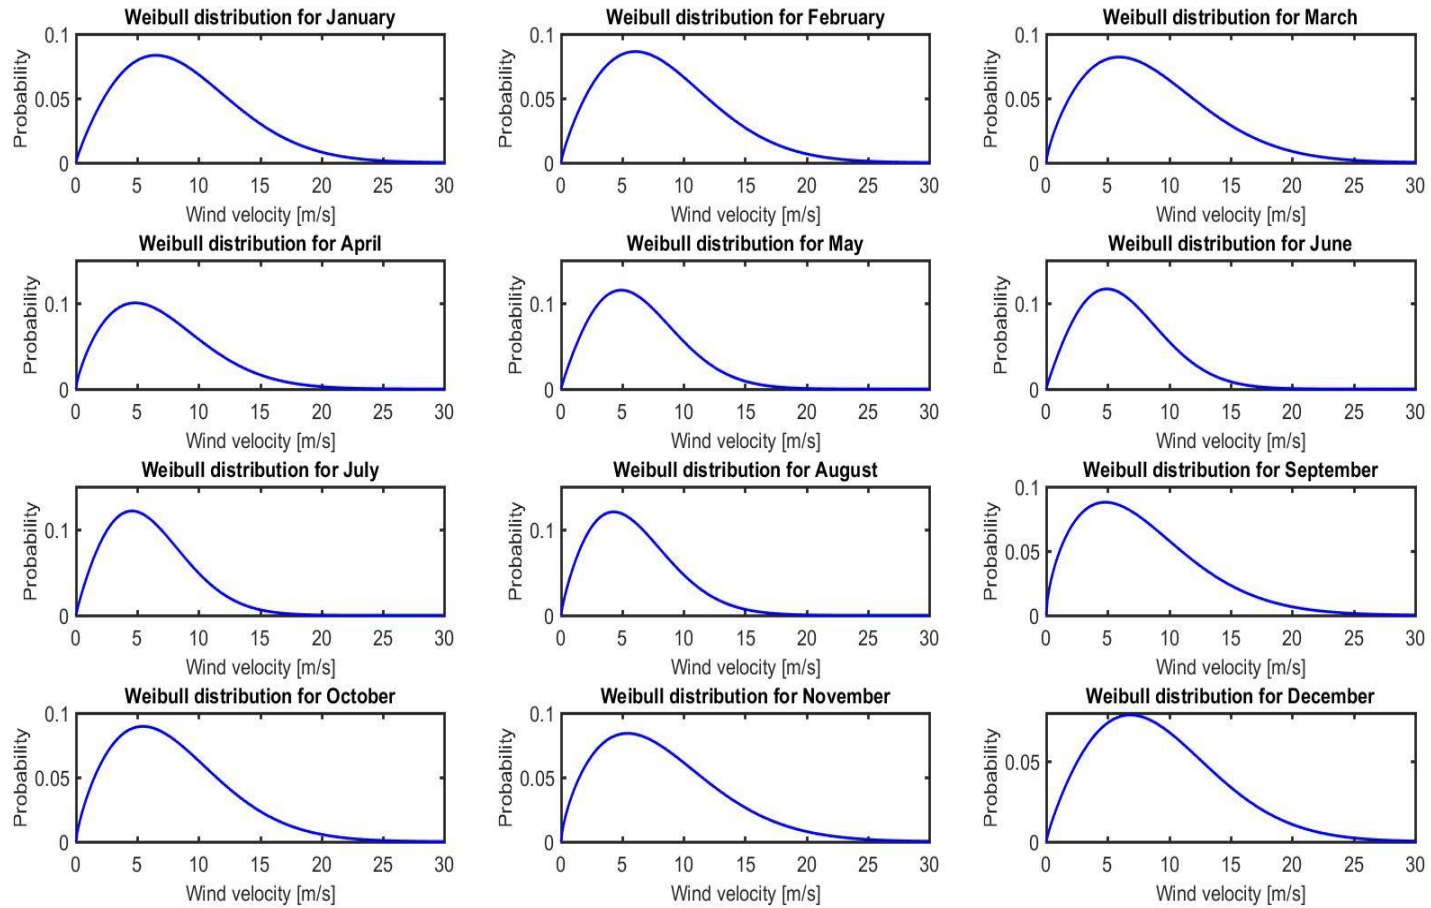 Weibull distribution for January
0.1
0.05
0
Probability
0 5 10 15 20 25 30
Wind velocity [m/s]
Weibull distribution for February
0.1
0.05
0
Probability
0 5 10 15 20 25 30
Wind velocity [m/s]
Weibull distribution for March
0.1
0.05
0
Probability
0 5 10 15 20 25 30
Wind velocity [m/s]
Weibull distribution for April
0.1
0
Probability
0 5 10 15 20 25 30
Wind velocity [m/s]
Weibull distribution for May
0.1
0
Probability
0 5 10 15 20 25 30
Wind velocity [m/s]
Weibull distribution for June
0.1
0
Probability
0 5 10 15 20 25 30
Wind velocity [m/s]
Weibull distribution for July
0.1
0
Probability
0 5 10 15 20 25 30
Wind velocity [m/s]
Weibull distribution for August
0.1
0
Probability
0 5 10 15 20 25 30
Wind velocity [m/s]
Weibull distribution for September
0.1
0.05
0
Probability
0 5 10 15 20 25 30
Wind velocity [m/s]
Weibull distribution for October
0.1
0.05
0
Probability
0 5 10 15 20 25 30
Wind velocity [m/s]
Weibull distribution for November
0.1
0.05
0
Probability
0 5 10 15 20 25 30
Wind velocity [m/s]
Weibull distribution for December
0.05
0
Probability
0 5 10 15 20 25 30
Wind velocity [m/s]